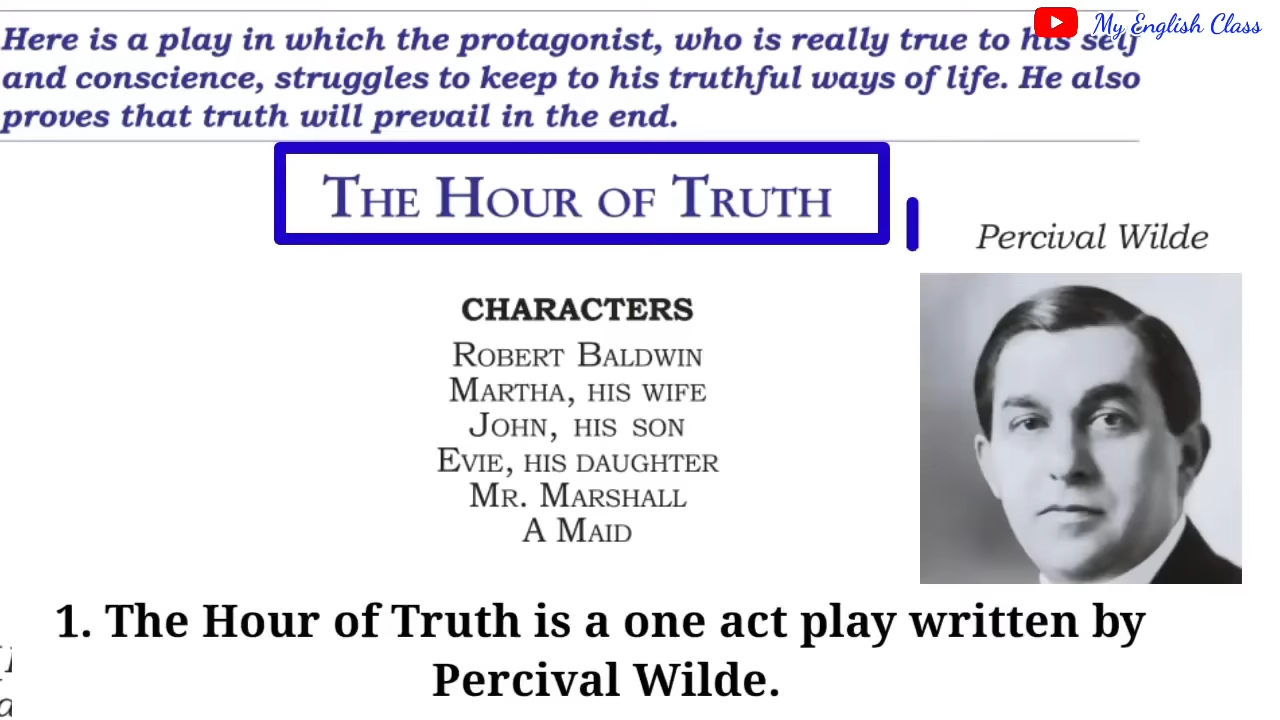 My English Class
Here is a play in which the protagonist, who is really true to his self
and conscience, struggles to keep to his truthful ways of life. He also
proves that truth will prevail in the end.
THE HOUR OF TRUTH
Percival Wilde
CHARACTERS
ROBERT BALDWIN
MARTHA, HIS WIFE
JOHN, HIS SON
EVIE, HIS DAUGHTER
MR. MARSHALL
A MAID
1. The Hour of Truth is a one act play written by
Percival Wilde.